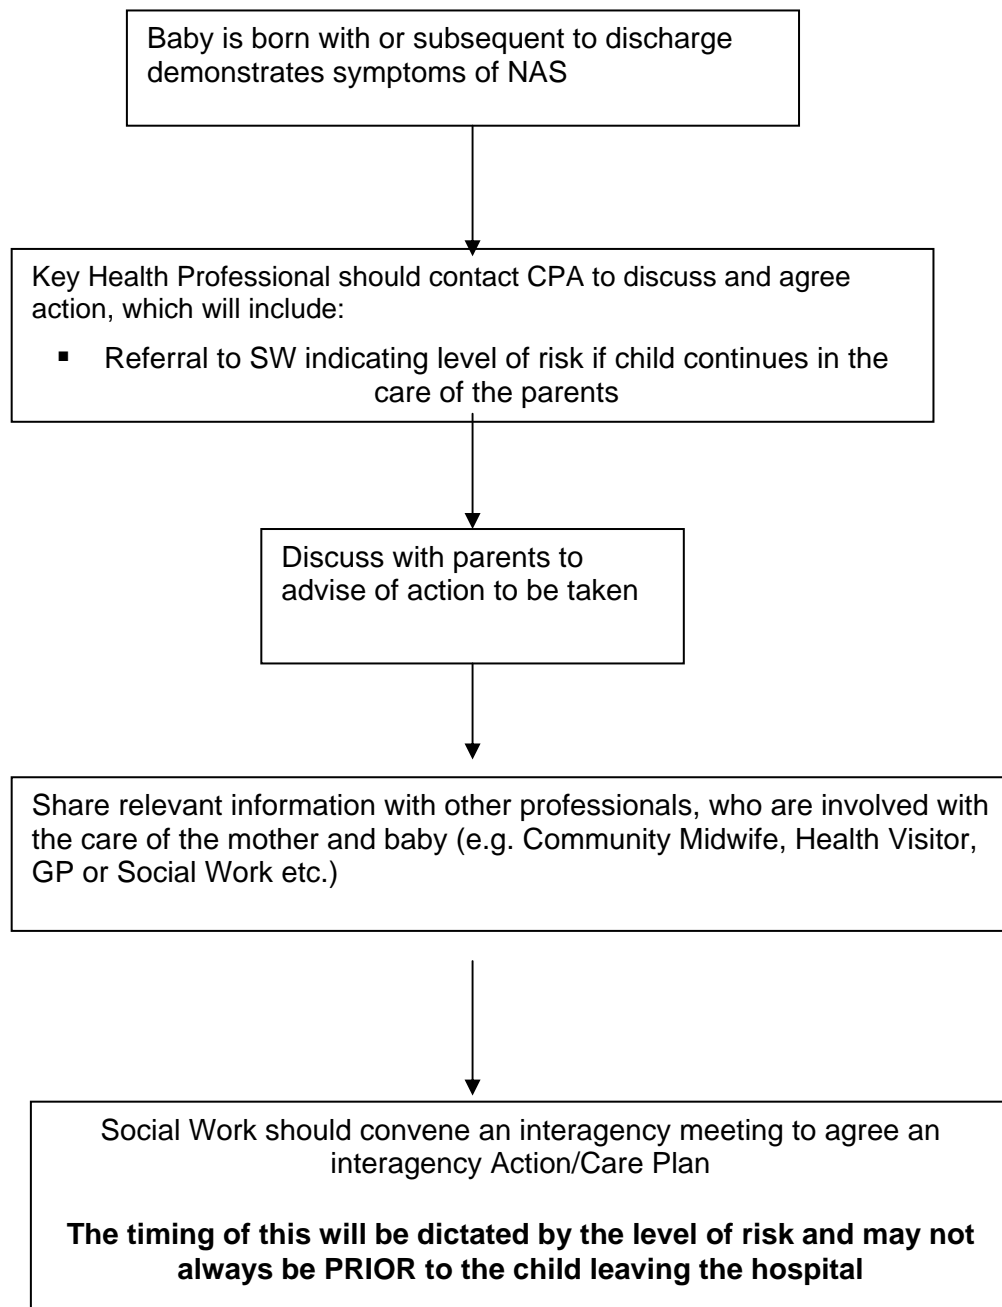 Baby is born with or subsequent to discharge
demonstrates symptoms of NAS
Key Health Professional should contact CPA to discuss and agree
action, which will include:
▪ Referral to SW indicating level of risk if child continues in the
care of the parents
Discuss with parents to
advise of action to be taken
Share relevant information with other professionals, who are involved with
the care of the mother and baby (e.g. Community Midwife, Health Visitor,
GP or Social Work etc.)
Social Work should convene an interagency meeting to agree an
interagency Action/Care Plan
The timing of this will be dictated by the level of risk and may not
always be PRIOR to the child leaving the hospital